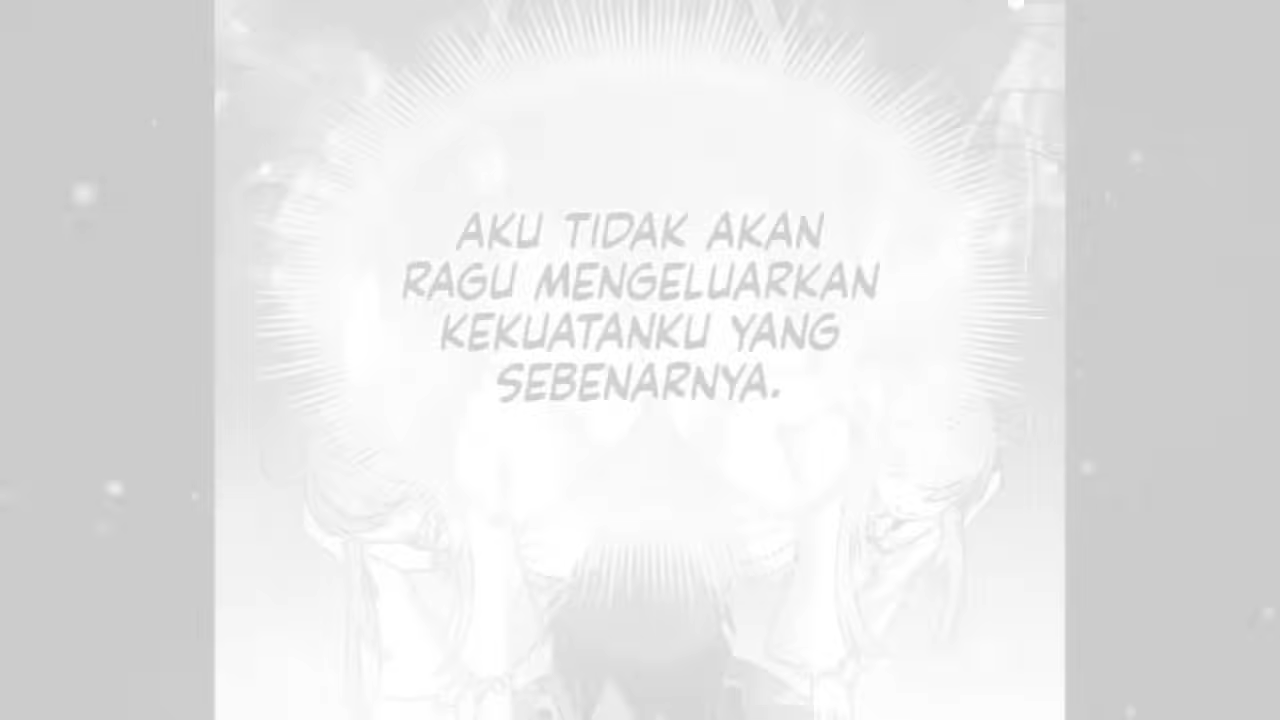 AKU TIDAK AKAN
RAGU MENGELUARKAN
KEKUATANKU YANG
SEBENARNYA.